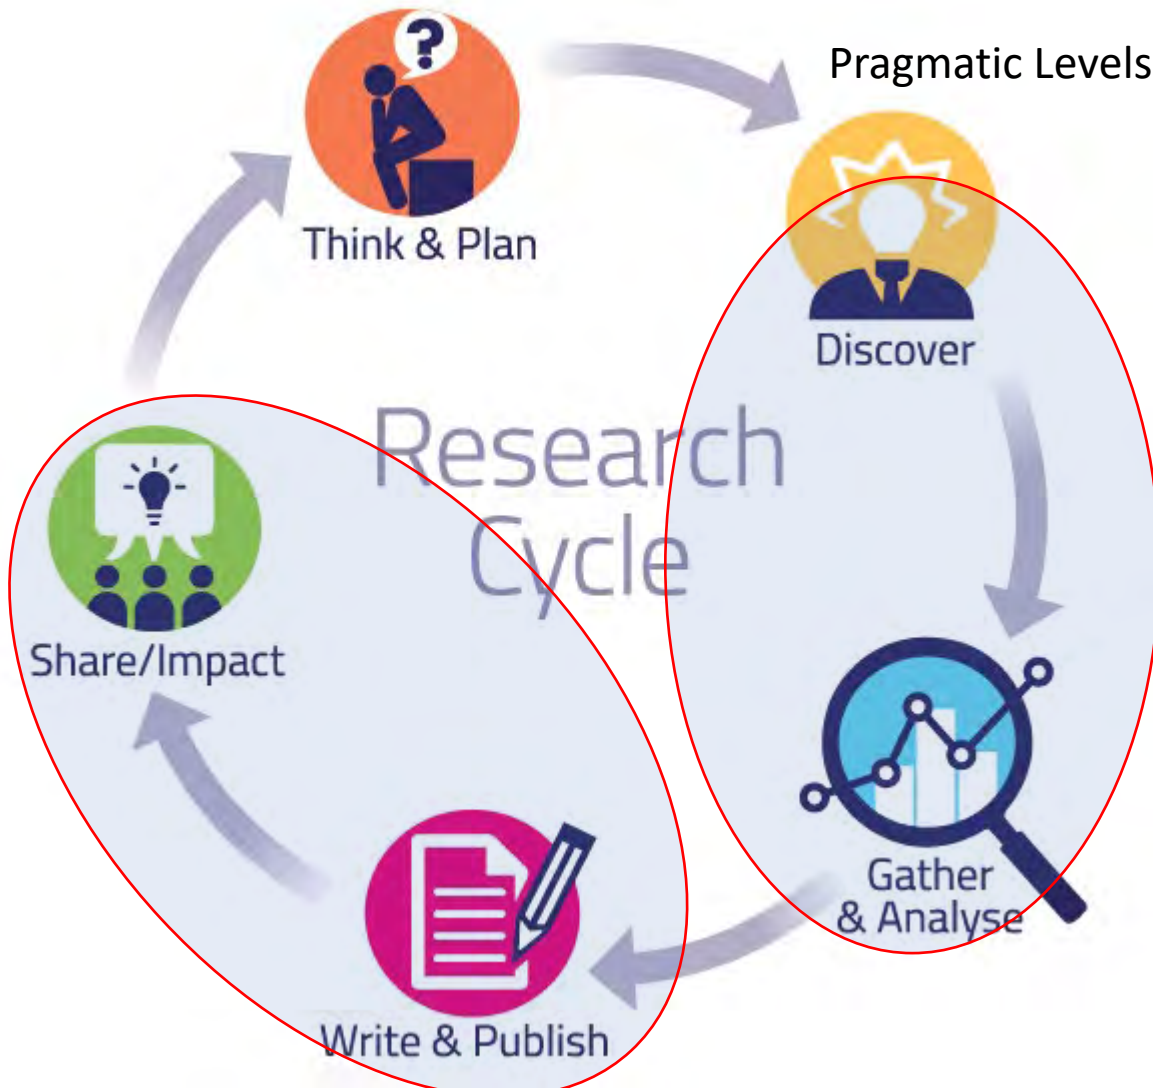 Pragmatic Levels
?
Think & Plan
Discover
Research
Cycle
Share/Impact
Gather
& Analyse
Write & Publish